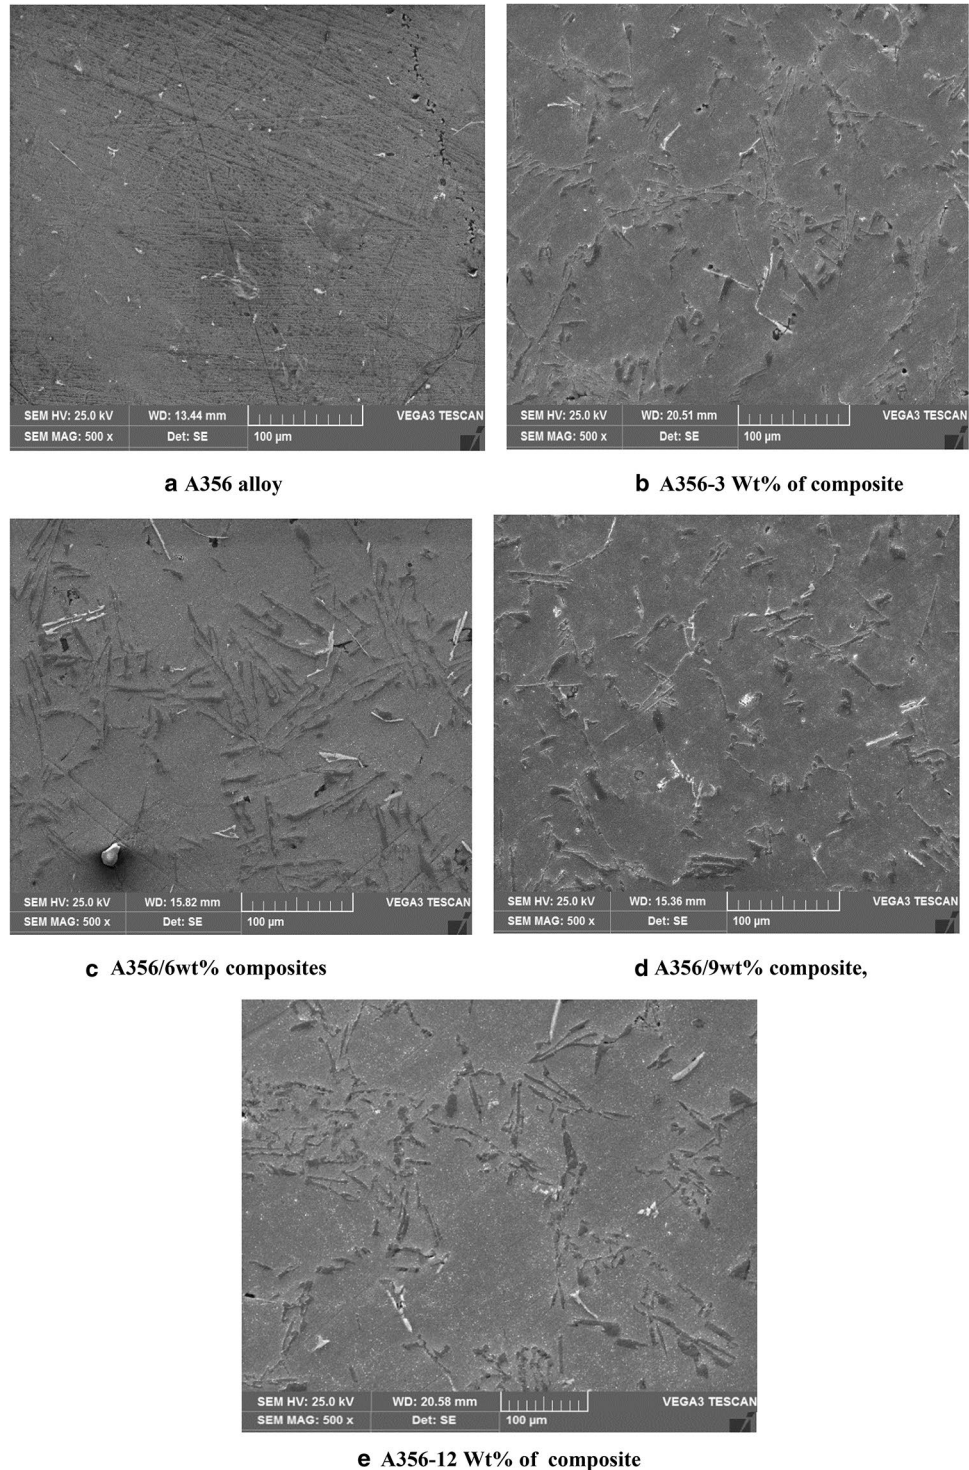 SEM HV: 25.0 kV WD: 13.44 mm VEGA3 TESCAN
SEM MAG: 500 x Det: SE 100 µm
a A356 alloy
SEM HV: 25.0 kV WD: 20.51 mm VEGA3 TESCAN
SEM MAG: 500 x Det: SE 100 µm
b A356-3 Wt% of composite
SEM HV: 25.0 kV WD: 15.82 mm VEGA3 TESCAN
SEM MAG: 500 x Det: SE 100 µm
c A356/6wt% composites
SEM HV: 25.0 kV WD: 15.36 mm VEGA3 TESCAN
SEM MAG: 500 x Det: SE 100 µm
d A356/9wt% composite,
SEM HV: 25.0 kV WD: 20.58 mm VEGA3 TESCAN
SEM MAG: 500 x Det: SE 100 µm
e A356-12 Wt% of composite